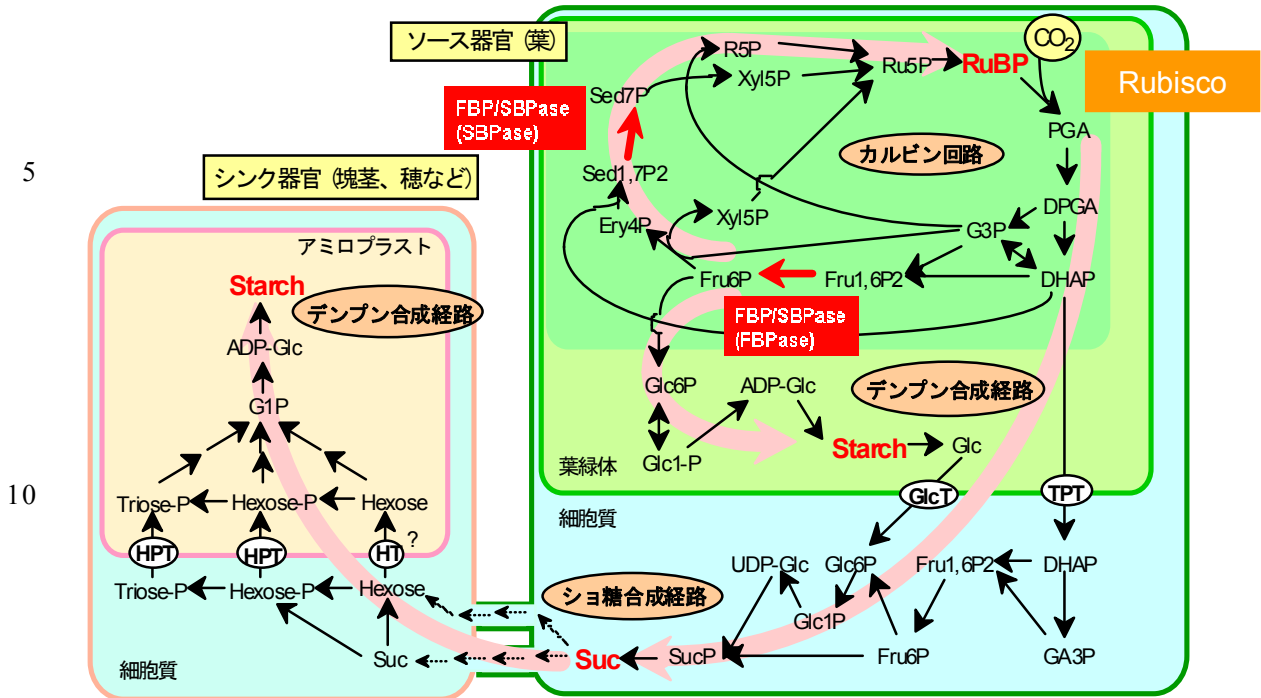 ソース器官(葉)
CO2
Rubisco
R5P
Ru5P
RuBP
Xyl5P
Sed7P
FBP/SBPase
(SBPase)
PGA
カルビン回路
5
シンク器官(塊茎、穂など)
Sed1,7P2
Xyl5P
DPGA
Ery4P
G3P
アミロプラスト
Starch
Fru6P
Fru1,6P2
DHAP
デンプン合成経路
FBP/SBPase
(FBPase)
ADP-Glc
Glc6P
ADP-Glc
デンプン合成経路
G1P
Starch
Glc
Glc1-P
葉緑体
10
Triose-P
Hexose-P
Hexose
GlcT
TPT
細胞質
HPT
HPT
HT
?
UDP-Glc
Glc6P
Fru1,6P2
DHAP
Triose-P
Hexose-P
Hexose
ショ糖合成経路
Glc1P
Suc
Suc
SucP
Fru6P
GA3P
細胞質